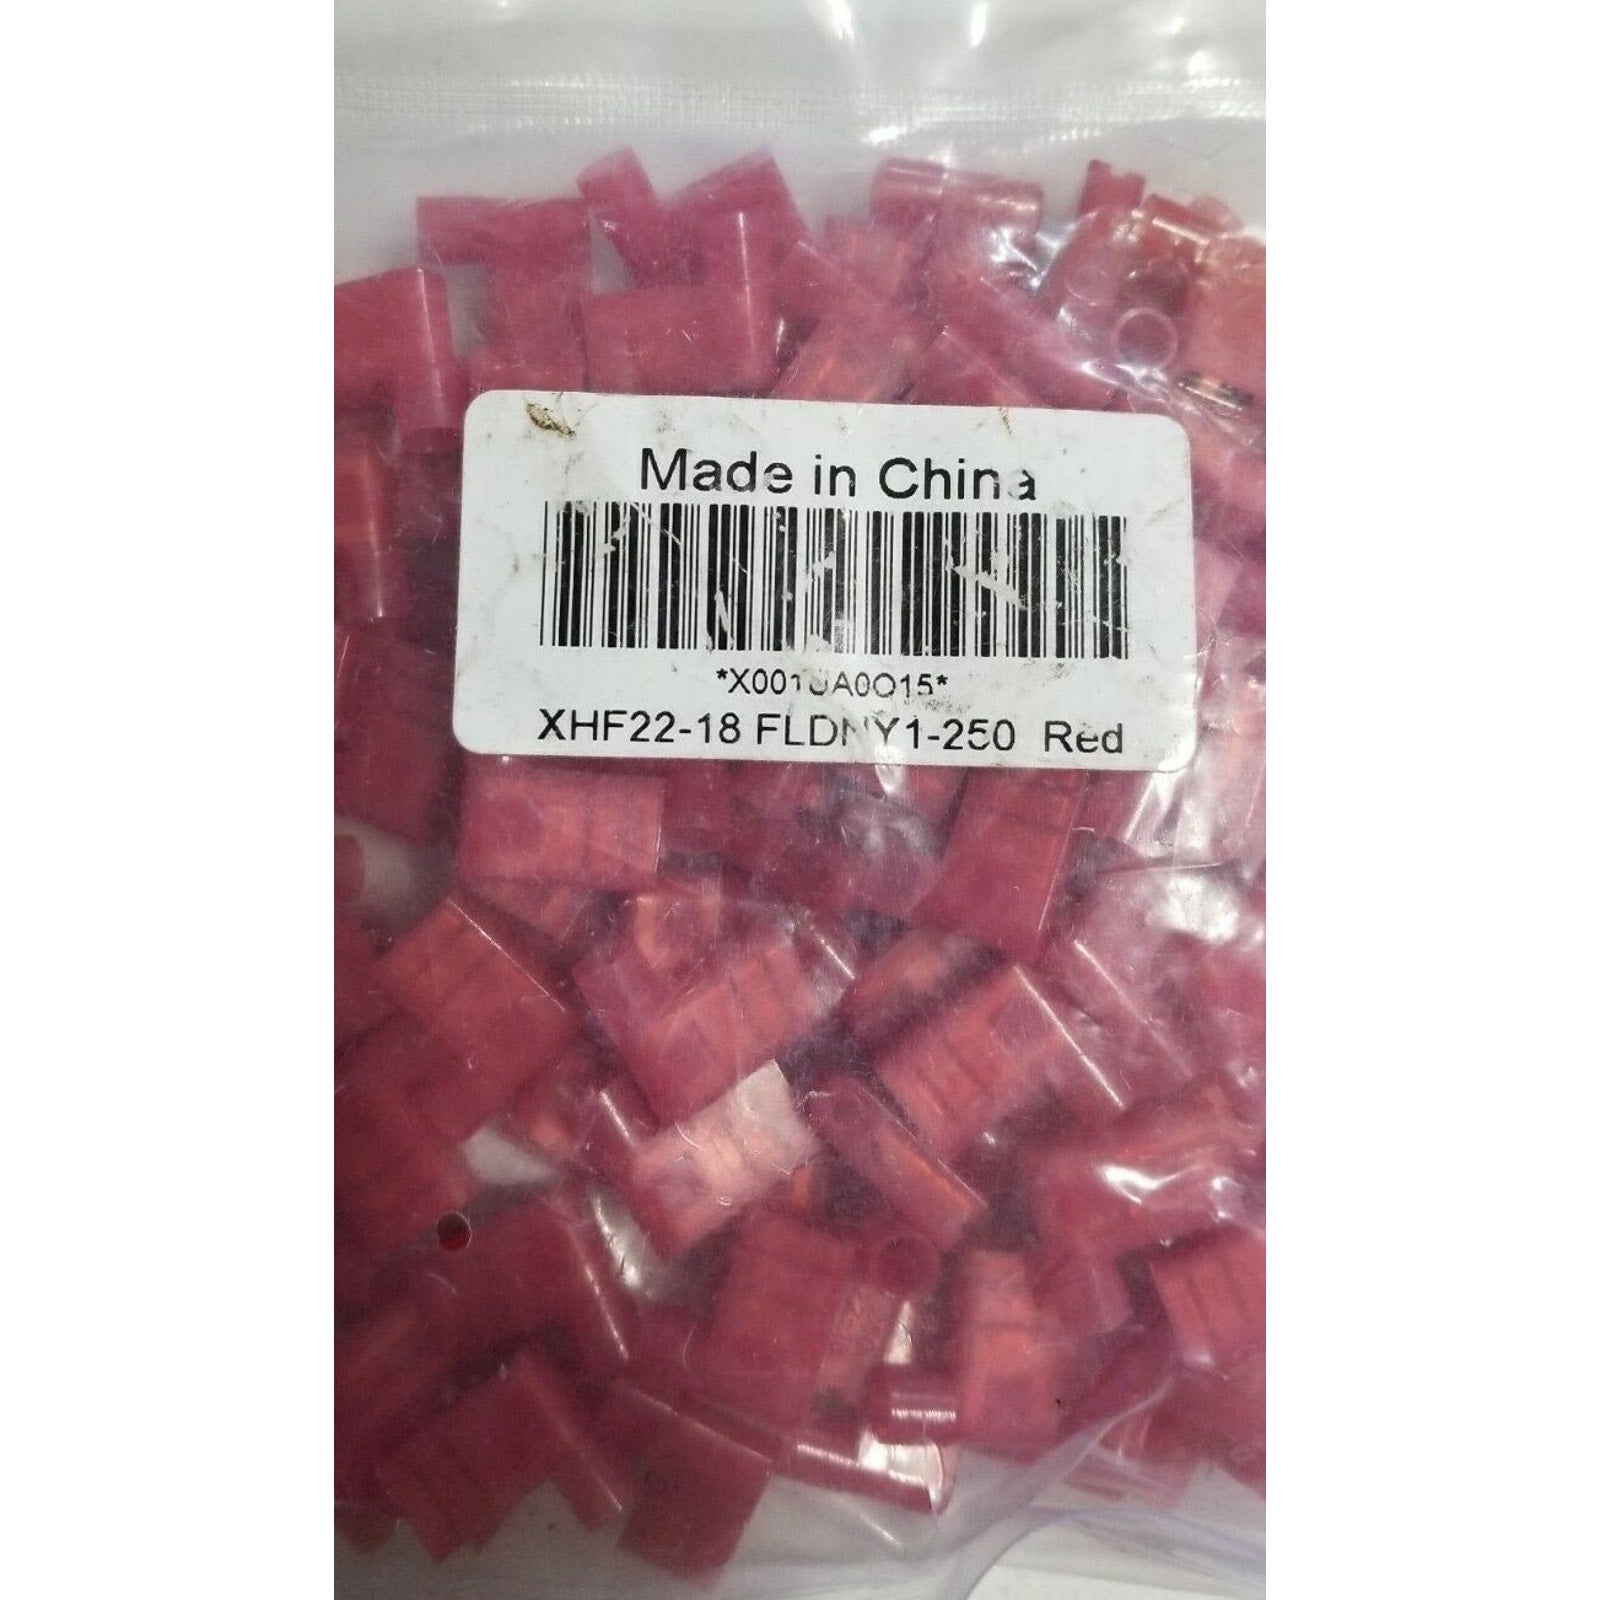 Made in China
XHF22-18 FLDNY1-250 Red